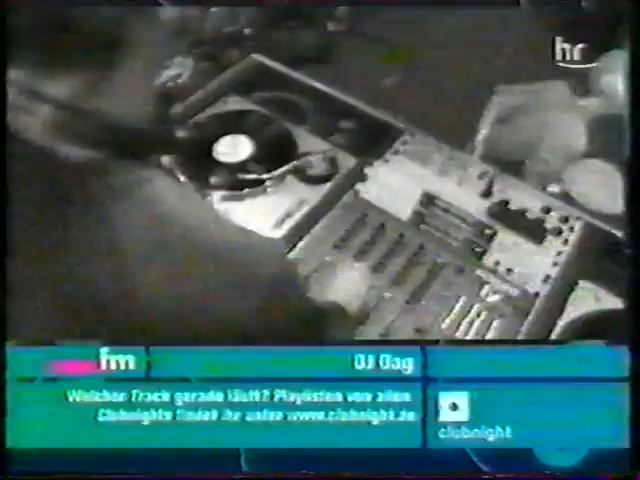 hr
fm
DJ Dag
Welcher Track gerade läuft? Playlisten von allen
Clubnights findet ihr unter www.clubnight.de
clubnight